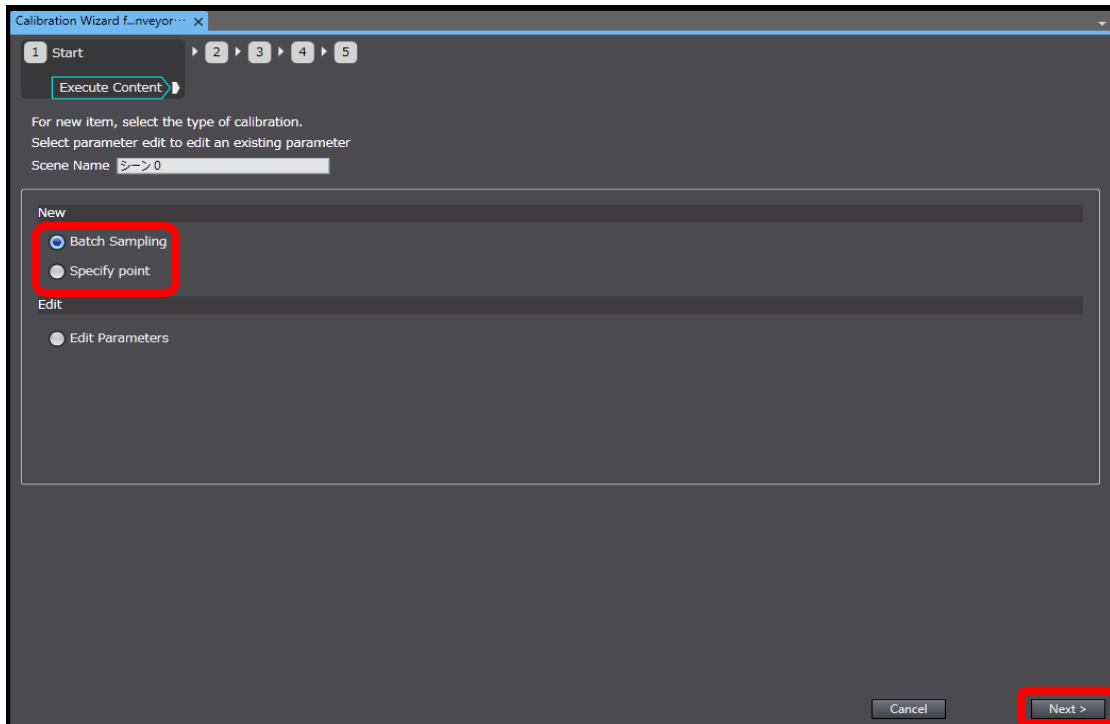 Calibration Wizard f...nveyor...
1 Start 2 3 4 5
Execute Content
For new item, select the type of calibration.
Select parameter edit to edit an existing parameter
Scene Name シーン0
New
Batch Sampling
Specify point
Edit
Edit Parameters
Cancel Next >